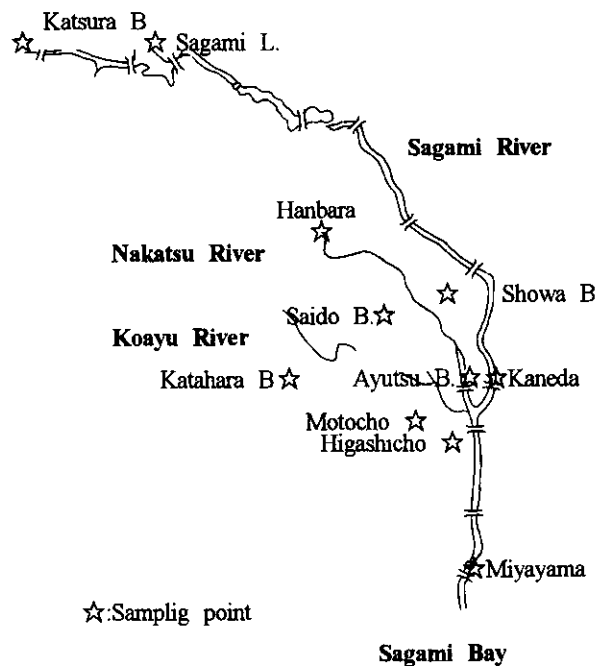 Katsura B
Sagami L.
Sagami River
Hanbara
Nakatsu River
Showa B
Saido B.
Koayu River
Katahara B
Ayutsu B.
Kaneda
Motocho
Higashicho
Miyayama
☆:Samplig point
Sagami Bay